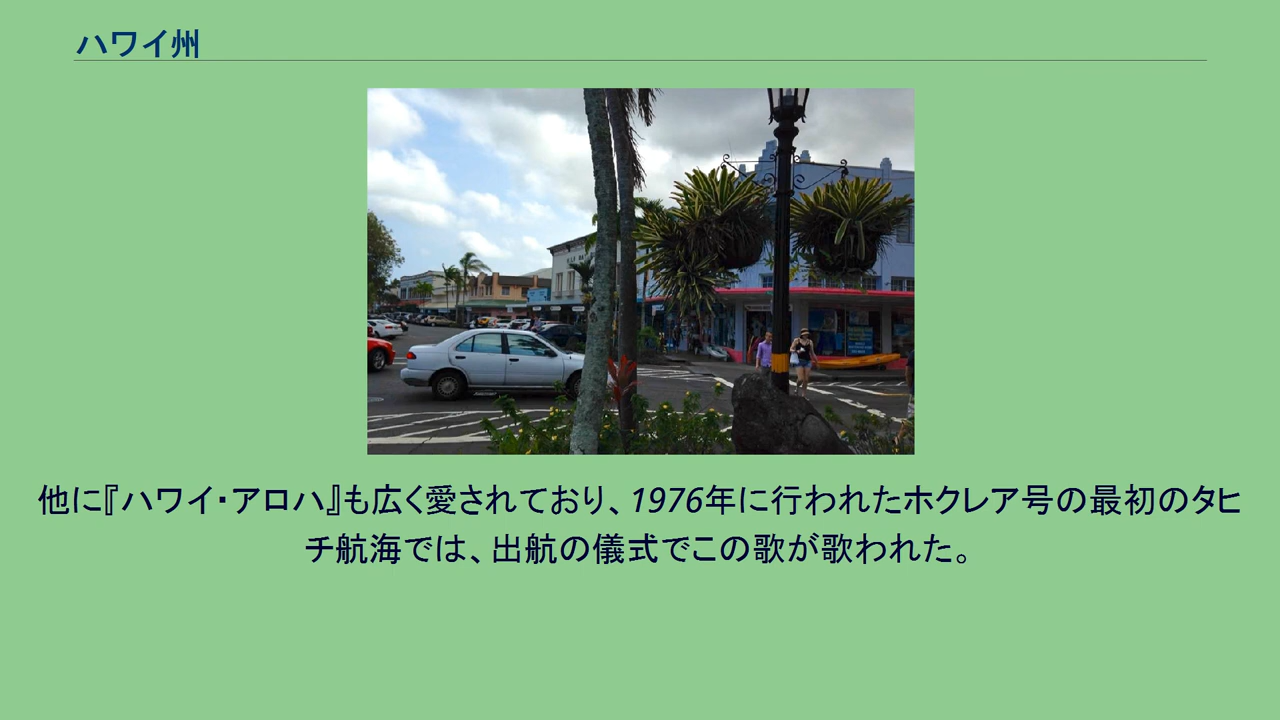 ハワイ州
他に『ハワイ・アロハ』も広く愛されており、1976年に行われたホクレア号の最初のタヒ
チ航海では、出航の儀式でこの歌が歌われた。